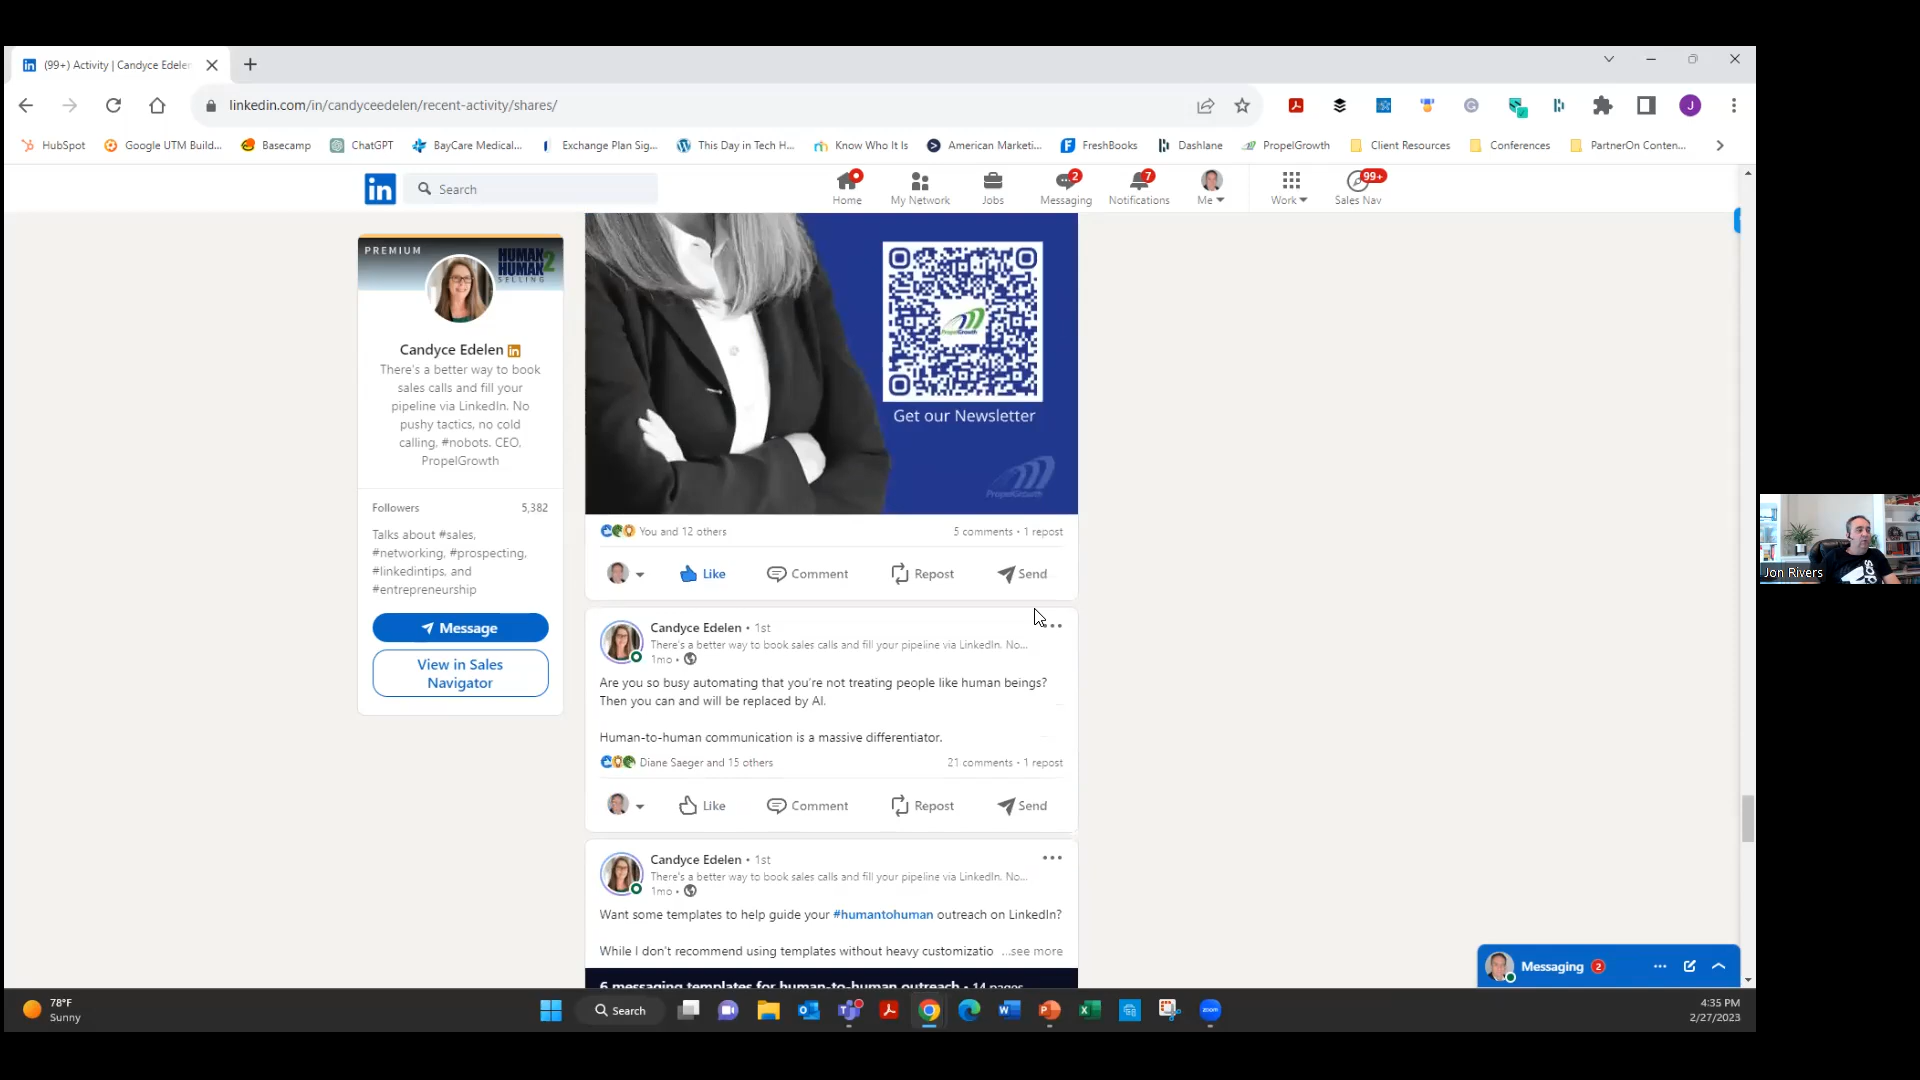 (99+) Activity | Candyce Edelen
linkedin.com/in/candyceedelen/recent-activity/shares/
J
HubSpot
Google UTM Build...
Basecamp
ChatGPT
BayCare Medical...
Exchange Plan Sig...
This Day in Tech H...
Know Who It Is
American Marketi...
FreshBooks
Dashlane
PropelGrowth
Client Resources
Conferences
PartnerOn Conten...
in
Search
Home
My Network
Jobs
2
Messaging
7
Notifications
Me
Work
99+
Sales Nav
PREMIUM
HUMAN2
HUMAN
SELLING
Candyce Edelen in
There's a better way to book
sales calls and fill your
pipeline via LinkedIn. No
pushy tactics, no cold
calling, #nobots. CEO,
PropelGrowth
Followers 5,382
Talks about #sales,
#networking, #prospecting,
#linkedintips, and
#entrepreneurship
Message
View in Sales
Navigator
PropelGrowth
Get our Newsletter
PropelGrowth
You and 12 others 5 comments • 1 repost
Like Comment Repost Send
Candyce Edelen • 1st
There's a better way to book sales calls and fill your pipeline via LinkedIn. No...
1mo •
Are you so busy automating that you're not treating people like human beings?
Then you can and will be replaced by AI.
Human-to-human communication is a massive differentiator.
Diane Saeger and 15 others 21 comments • 1 repost
Like Comment Repost Send
Candyce Edelen • 1st
There's a better way to book sales calls and fill your pipeline via LinkedIn. No...
1mo •
Want some templates to help guide your #humantohuman outreach on LinkedIn?
While I don't recommend using templates without heavy customizatio ...see more
6 messaging templates for human-to-human outreach • 14 pages
Messaging 2
Jon Rivers
78°F
Sunny
Search
zoom
4:35 PM
2/27/2023